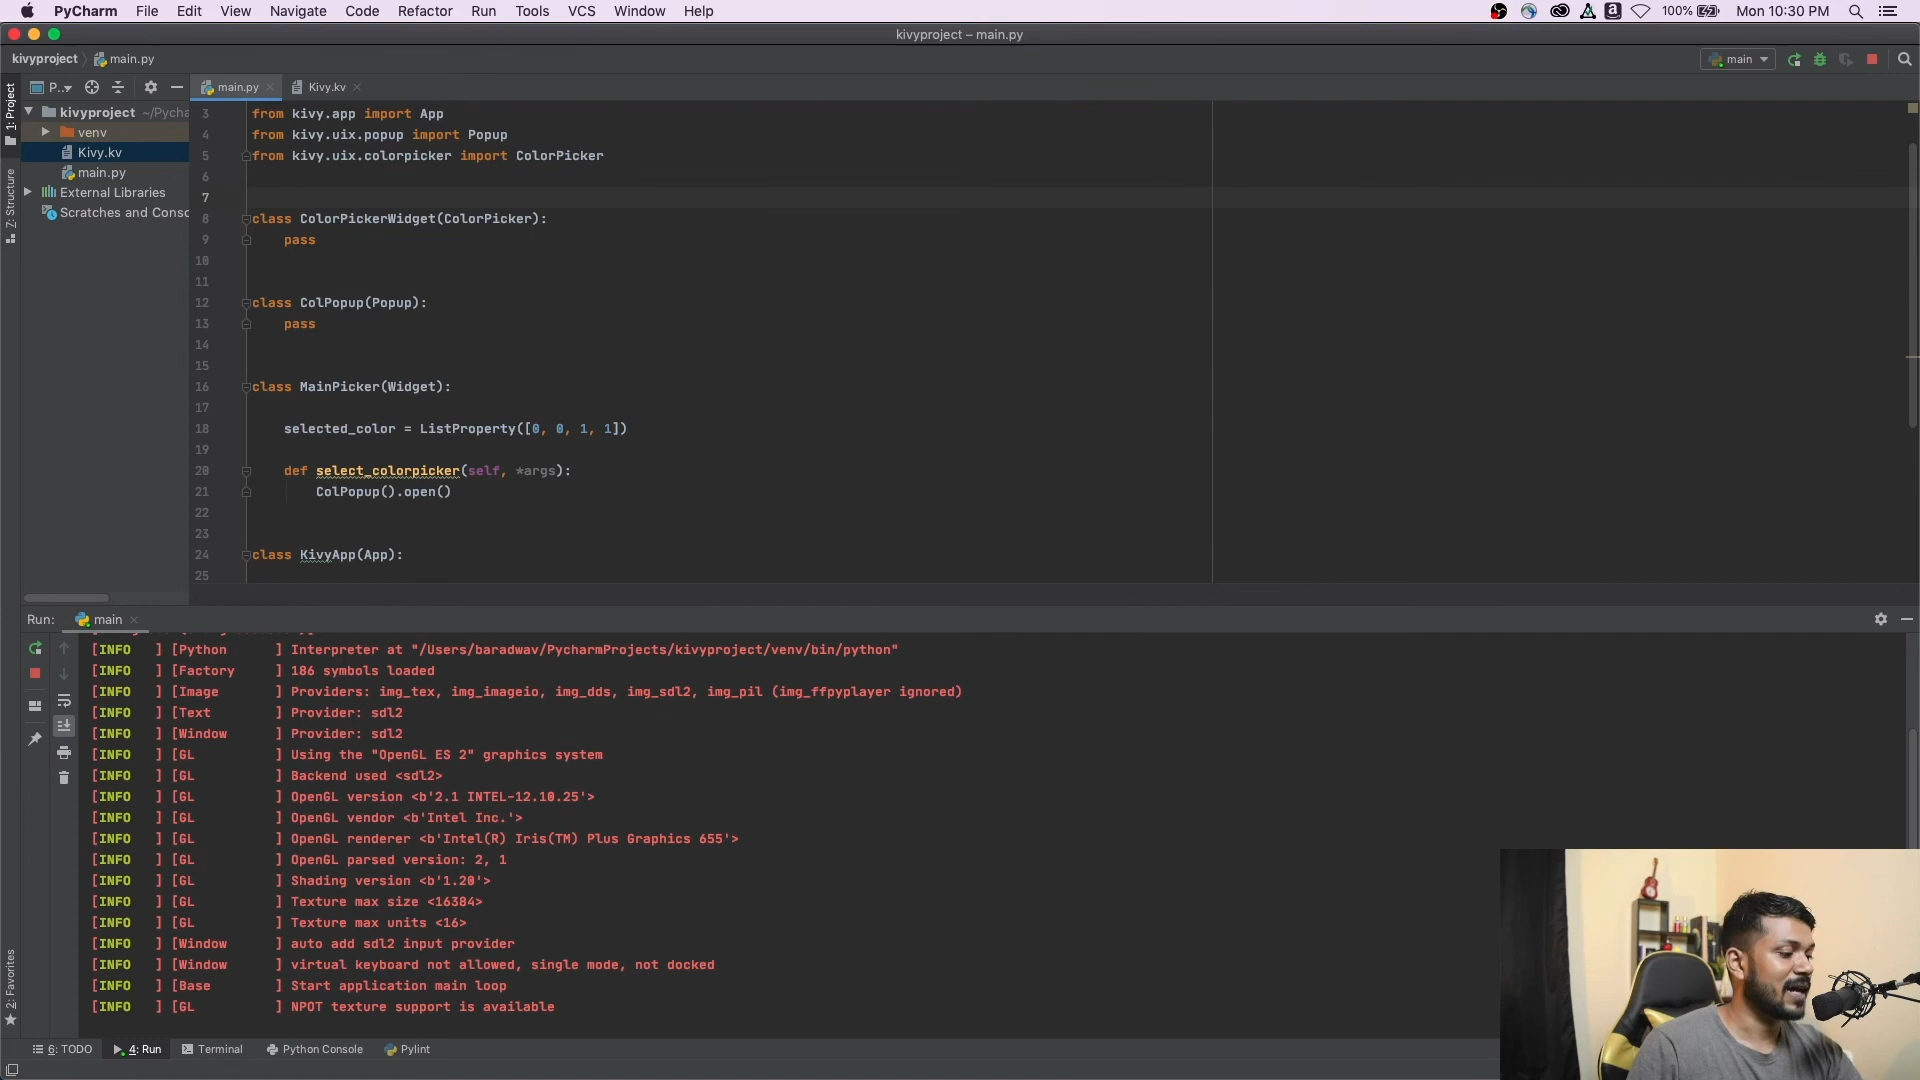 PyCharm File Edit View Navigate Code Refactor Run Tools VCS Window Help 100% Mon 10:30 PM
kivyproject – main.py
kivyproject main.py main
P.. main.py Kivy.kv
1: Project
kivyproject ~/Pycha
venv
Kivy.kv
main.py
External Libraries
Scratches and Consc
Z: Structure
3 from kivy.app import App
4 from kivy.uix.popup import Popup
5 from kivy.uix.colorpicker import ColorPicker
6
7
8 class ColorPickerWidget(ColorPicker):
9 pass
10
11
12 class ColPopup(Popup):
13 pass
14
15
16 class MainPicker(Widget):
17
18 selected_color = ListProperty([0, 0, 1, 1])
19
20 def select_colorpicker(self, *args):
21 ColPopup().open()
22
23
24 class KivyApp(App):
25
Run: main
[INFO ] [Python ] Interpreter at "/Users/baradwav/PycharmProjects/kivyproject/venv/bin/python"
[INFO ] [Factory ] 186 symbols loaded
[INFO ] [Image ] Providers: img_tex, img_imageio, img_dds, img_sdl2, img_pil (img_ffpyplayer ignored)
[INFO ] [Text ] Provider: sdl2
[INFO ] [Window ] Provider: sdl2
[INFO ] [GL ] Using the "OpenGL ES 2" graphics system
[INFO ] [GL ] Backend used <sdl2>
[INFO ] [GL ] OpenGL version <b'2.1 INTEL-12.10.25'>
[INFO ] [GL ] OpenGL vendor <b'Intel Inc.'>
[INFO ] [GL ] OpenGL renderer <b'Intel(R) Iris(TM) Plus Graphics 655'>
[INFO ] [GL ] OpenGL parsed version: 2, 1
[INFO ] [GL ] Shading version <b'1.20'>
[INFO ] [GL ] Texture max size <16384>
[INFO ] [GL ] Texture max units <16>
[INFO ] [Window ] auto add sdl2 input provider
[INFO ] [Window ] virtual keyboard not allowed, single mode, not docked
[INFO ] [Base ] Start application main loop
[INFO ] [GL ] NPOT texture support is available
2: Favorites
6: TODO 4: Run Terminal Python Console Pylint